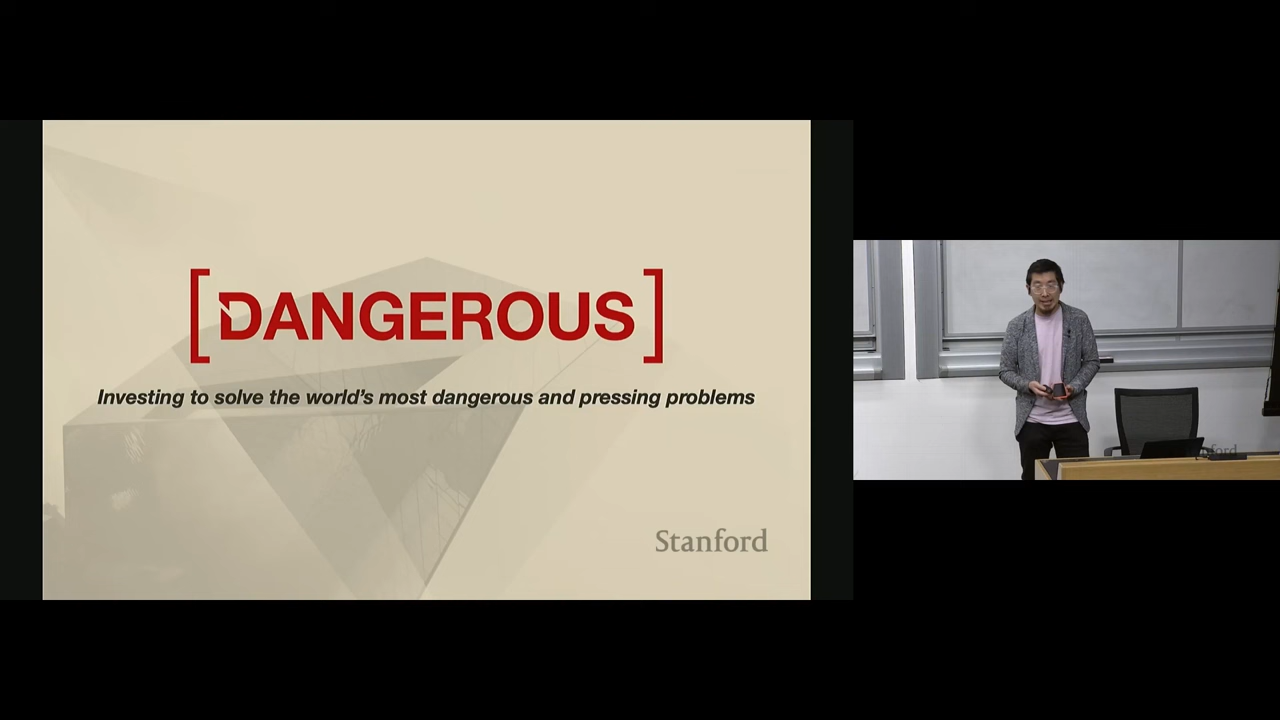 [DANGEROUS]
Investing to solve the world's most dangerous and pressing problems
Stanford